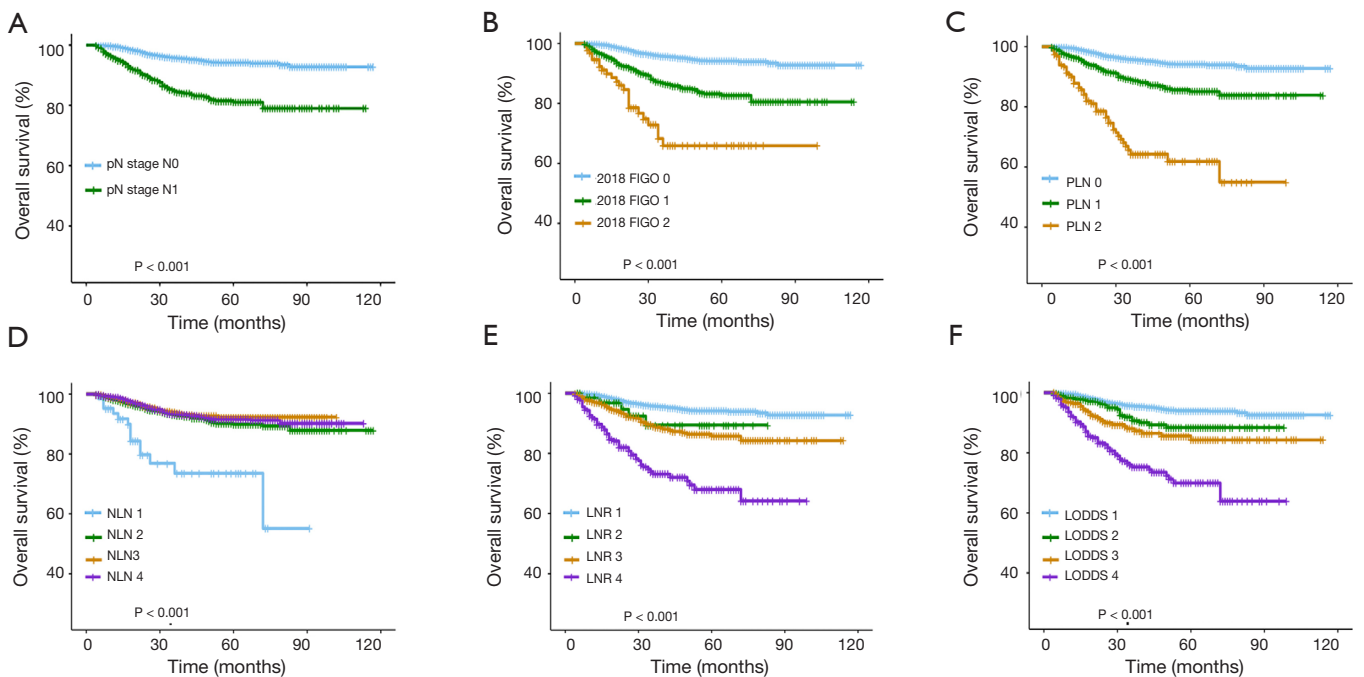 A
Overall survival (%)
100
80
60
40
pN stage N0
pN stage N1
P < 0.001
0 30 60 90 120
Time (months)
B
Overall survival (%)
100
80
60
40
2018 FIGO 0
2018 FIGO 1
2018 FIGO 2
P < 0.001
0 30 60 90 120
Time (months)
C
Overall survival (%)
100
80
60
40
PLN 0
PLN 1
PLN 2
P < 0.001
0 30 60 90 120
Time (months)
D
Overall survival (%)
100
80
60
40
NLN 1
NLN 2
NLN3
NLN 4
P < 0.001
0 30 60 90 120
Time (months)
E
Overall survival (%)
100
80
60
40
LNR 1
LNR 2
LNR 3
LNR 4
P < 0.001
0 30 60 90 120
Time (months)
F
Overall survival (%)
100
80
60
40
LODDS 1
LODDS 2
LODDS 3
LODDS 4
P < 0.001
0 30 60 90 120
Time (months)